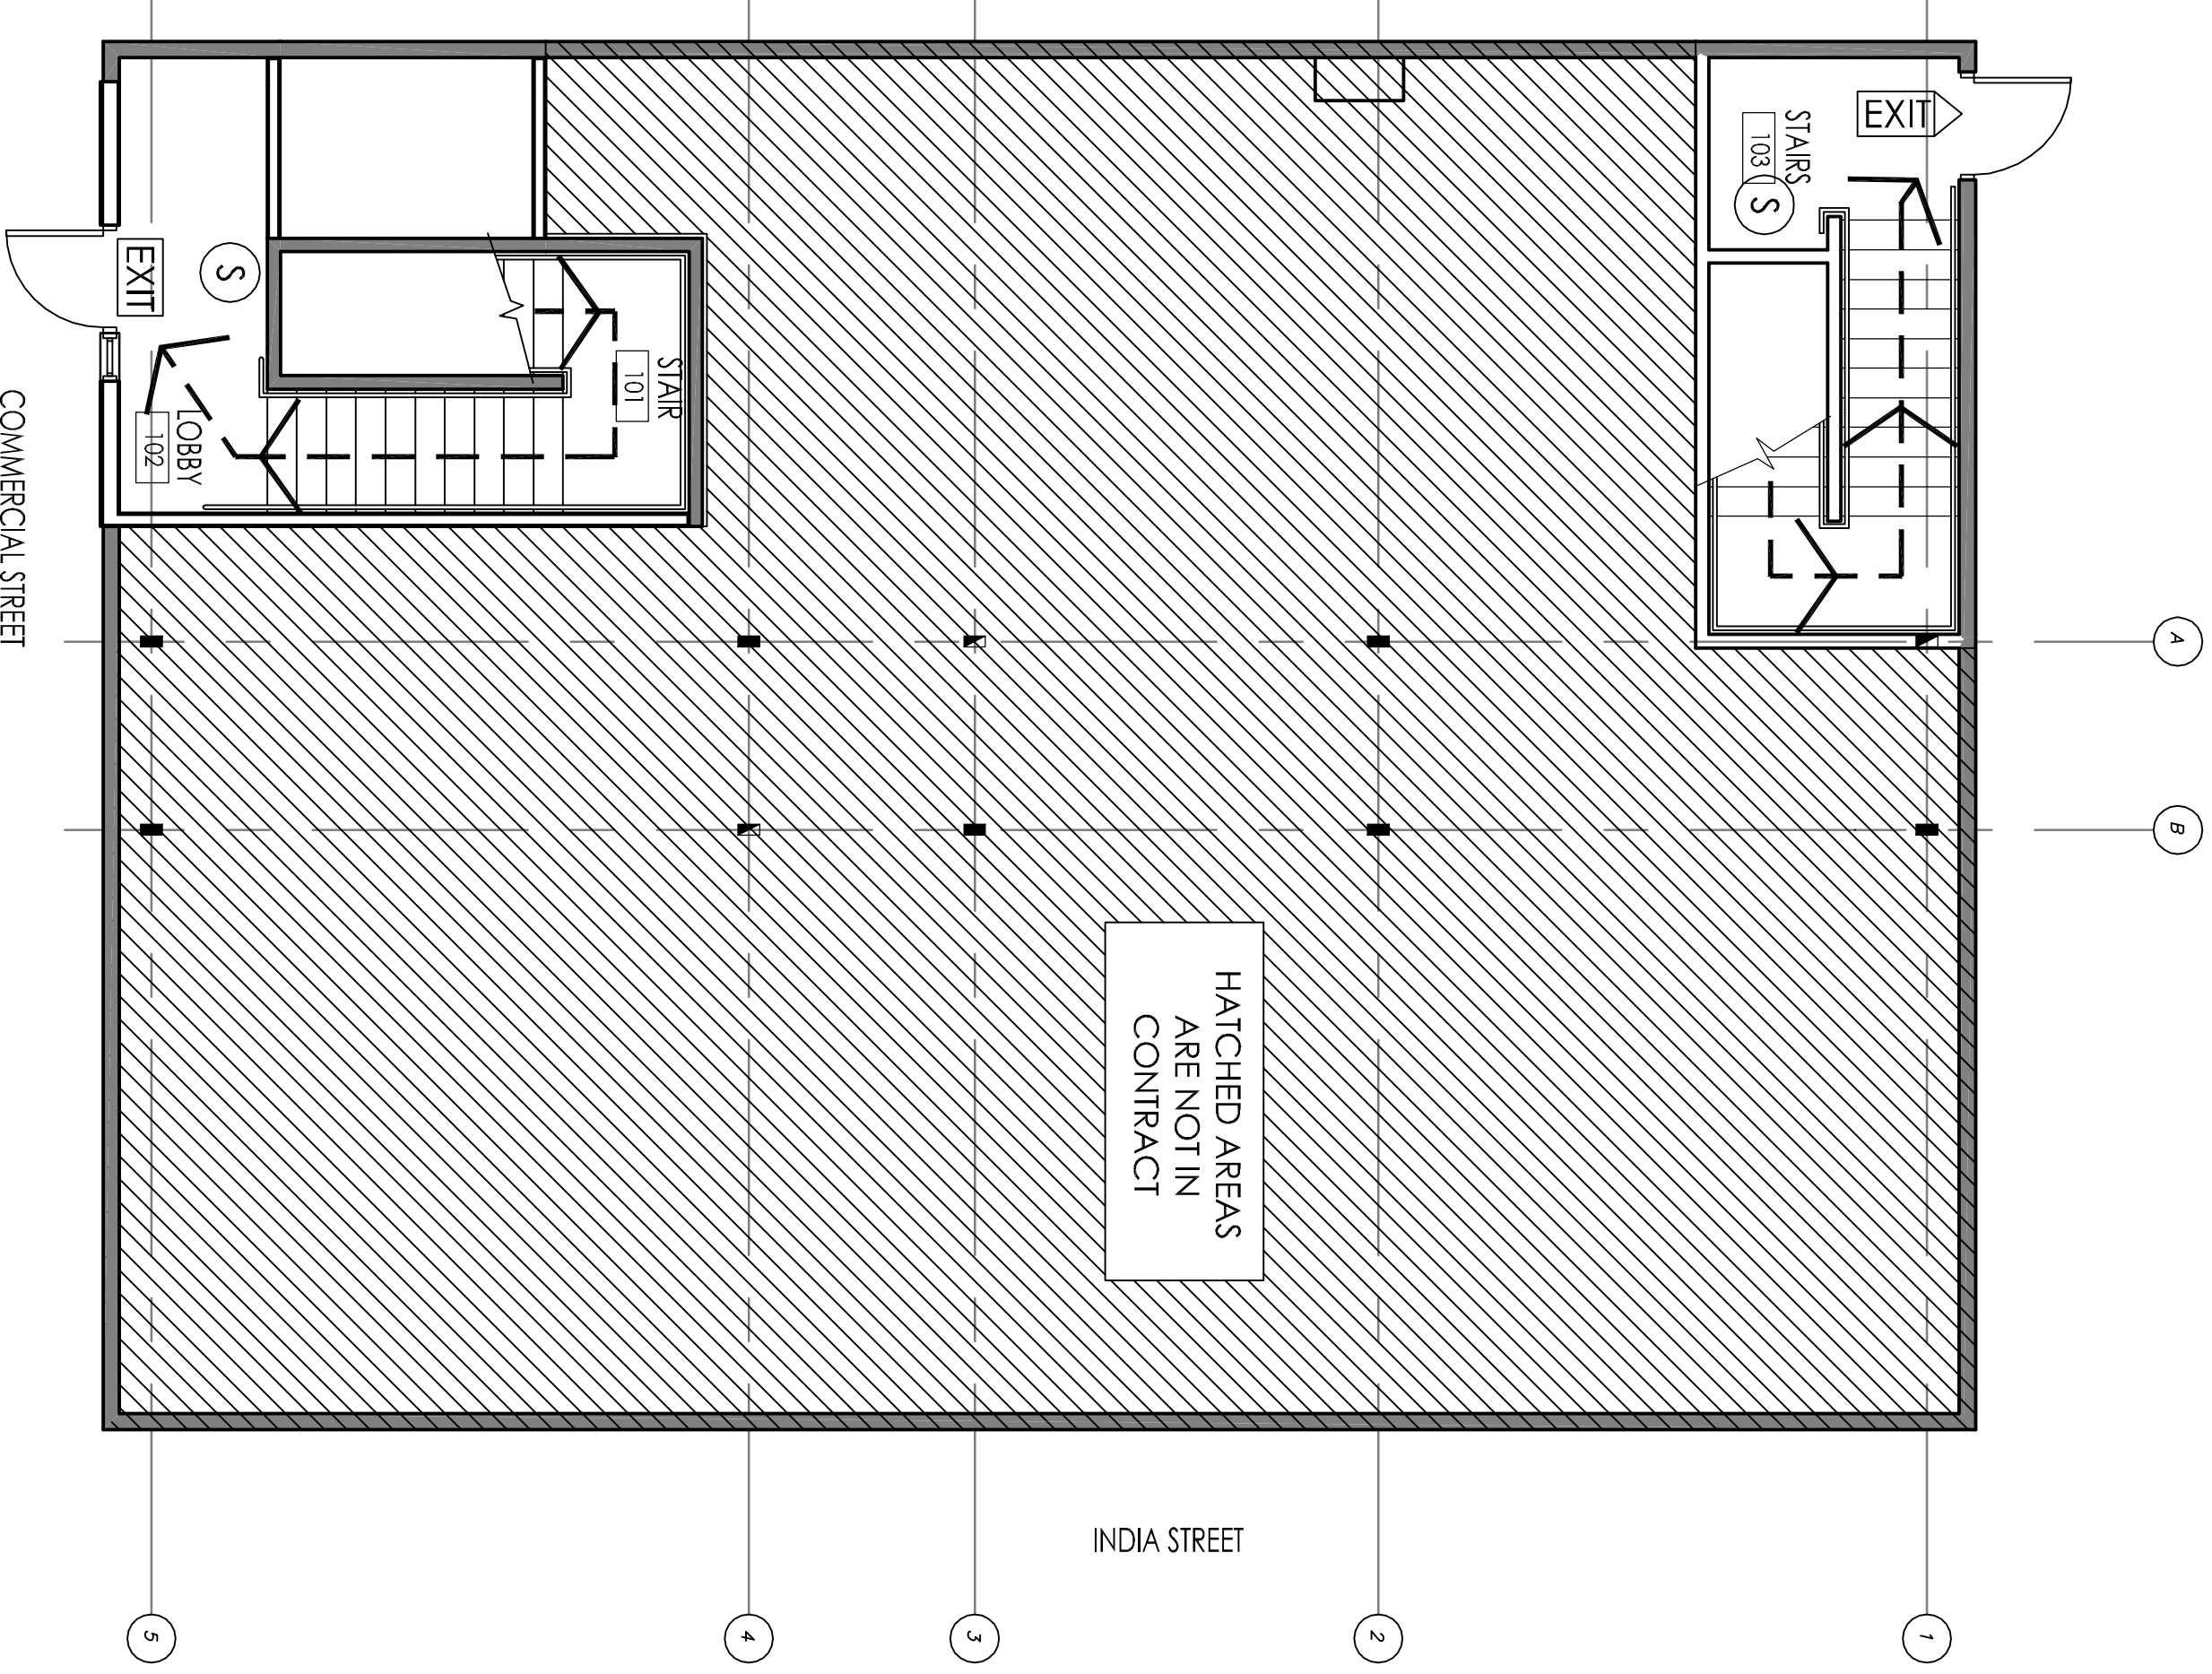 EXIT
STAIRS
103
S
EXIT
S
STAIR
101
LOBBY
102
COMMERCIAL STREET
A
B
HATCHED AREAS
ARE NOT IN
CONTRACT
INDIA STREET
5
4
3
2
1